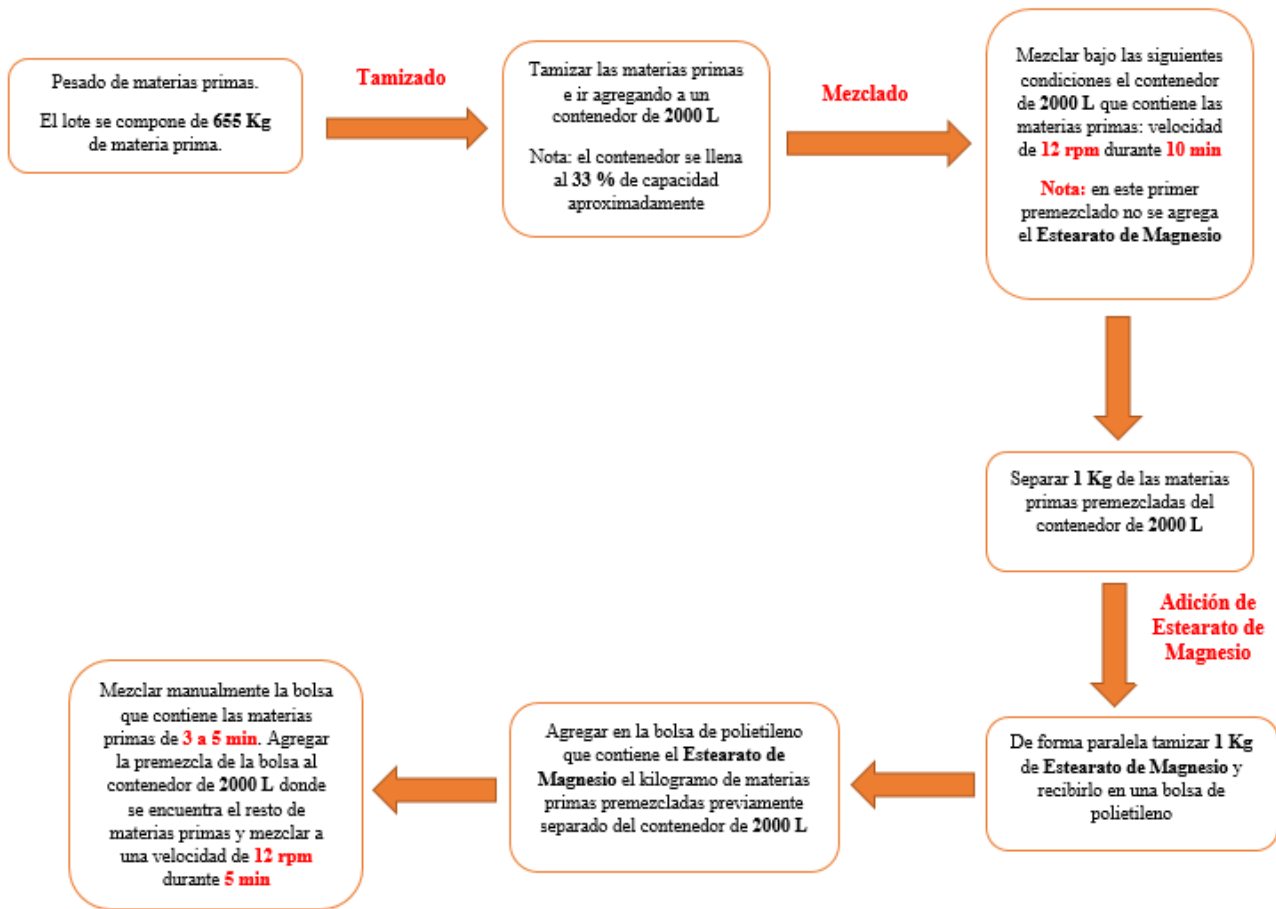 Pesado de materias primas.
El lote se compone de 655 Kg
de materia prima.
Tamizado
Tamizar las materias primas
e ir agregando a un
contenedor de 2000 L
Nota: el contenedor se llena
al 33 % de capacidad
aproximadamente
Mezclado
Mezclar bajo las siguientes
condiciones el contenedor
de 2000 L que contiene las
materias primas: velocidad
de 12 rpm durante 10 min
Nota: en este primer
premezclado no se agrega
el Estearato de Magnesio
Separar 1 Kg de las materias
primas premezcladas del
contenedor de 2000 L
Adición de
Estearato de
Magnesio
De forma paralela tamizar 1 Kg
de Estearato de Magnesio y
recibirlo en una bolsa de
polietileno
Agregar en la bolsa de polietileno
que contiene el Estearato de
Magnesio el kilogramo de materias
primas premezcladas previamente
separado del contenedor de 2000 L
Mezclar manualmente la bolsa
que contiene las materias
primas de 3 a 5 min. Agregar
la premezcla de la bolsa al
contenedor de 2000 L donde
se encuentra el resto de
materias primas y mezclar a
una velocidad de 12 rpm
durante 5 min